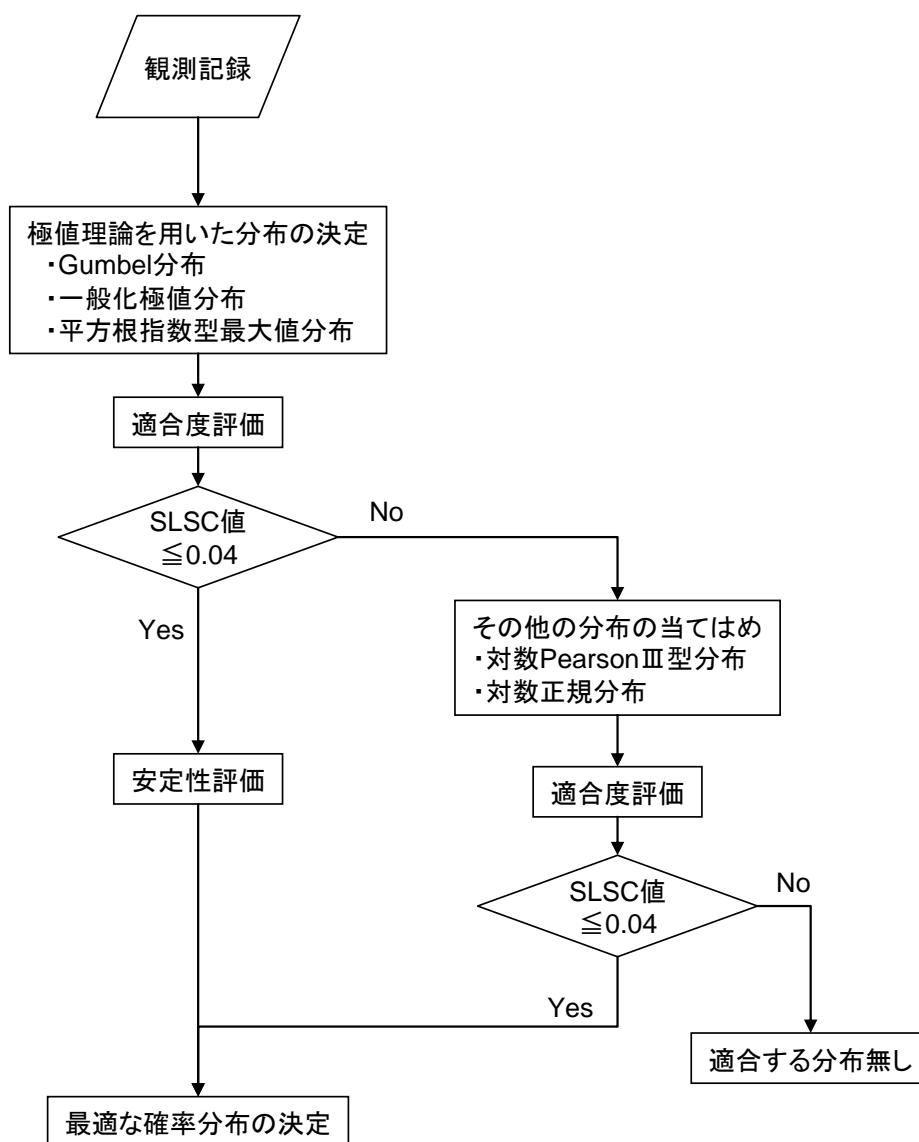 観測記録
極値理論を用いた分布の決定
・Gumbel分布
・一般化極値分布
・平方根指数型最大値分布
適合度評価
SLSC値
≦0.04
No
Yes
その他の分布の当てはめ
・対数PearsonⅢ型分布
・対数正規分布
安定性評価
適合度評価
SLSC値
≦0.04
No
Yes
適合する分布無し
最適な確率分布の決定